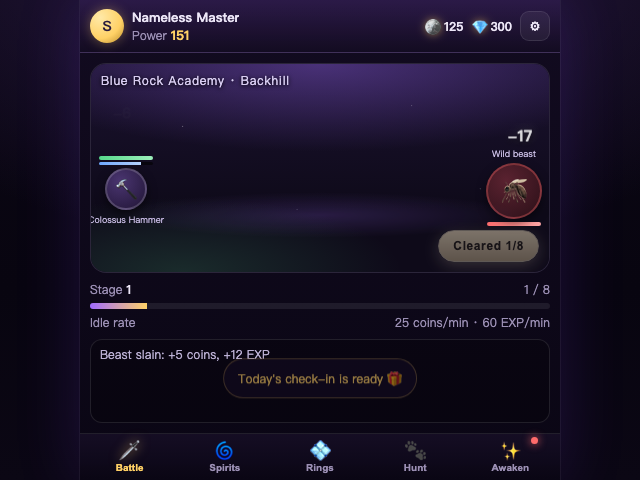 S
Nameless Master
Power 151
125
300
Blue Rock Academy · Backhill
–17
Wild beast
Colossus Hammer
Cleared 1/8
Stage 1
1 / 8
Idle rate
25 coins/min · 60 EXP/min
Beast slain: +5 coins, +12 EXP
Today's check–in is ready
Battle
Spirits
Rings
Hunt
Awaken